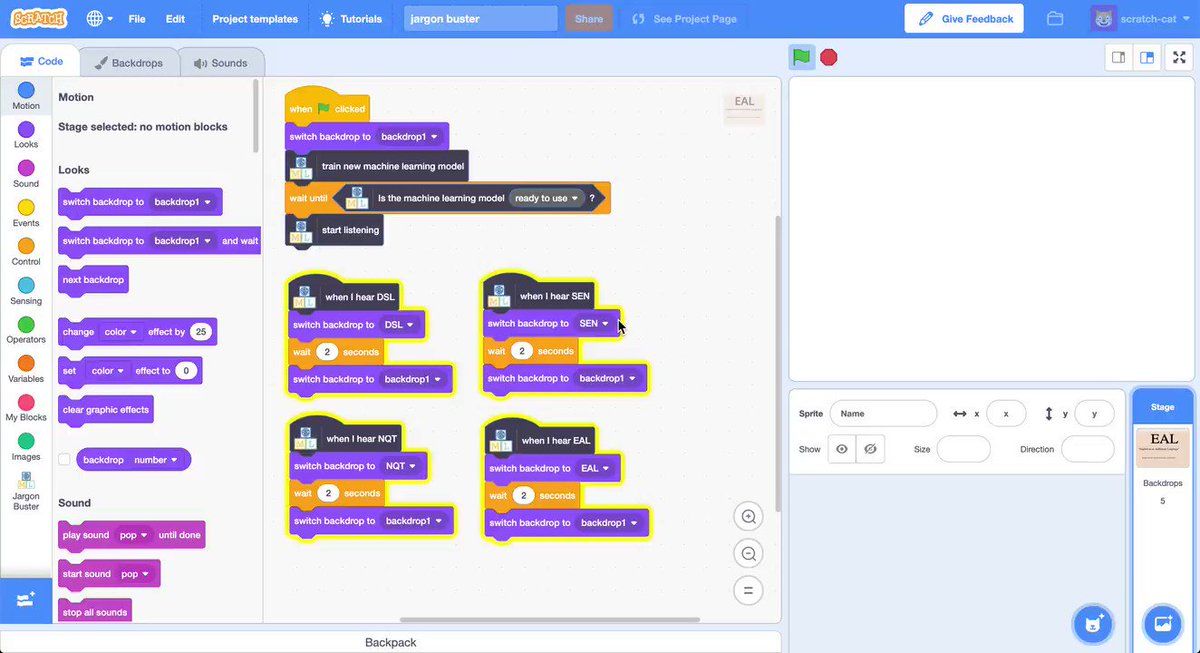 SCRATCH
File
Edit
Project templates
Tutorials
jargon buster
Share
See Project Page
Give Feedback
scratch-cat
Code
Backdrops
Sounds
Motion
Looks
Sound
Events
Control
Sensing
Operators
Variables
My Blocks
Images
Jargon
Buster
Motion
Stage selected: no motion blocks
Looks
switch backdrop to backdrop1
switch backdrop to backdrop1 and wait
next backdrop
change color effect by 25
set color effect to 0
clear graphic effects
backdrop number
Sound
play sound pop until done
start sound pop
stop all sounds
when clicked
switch backdrop to backdrop1
ML train new machine learning model
wait until ML Is the machine learning model ready to use ?
ML start listening
ML when I hear DSL
switch backdrop to DSL
wait 2 seconds
switch backdrop to backdrop1
ML when I hear SEN
switch backdrop to SEN
wait 2 seconds
switch backdrop to backdrop1
ML when I hear NQT
switch backdrop to NQT
wait 2 seconds
switch backdrop to backdrop1
ML when I hear EAL
switch backdrop to EAL
wait 2 seconds
switch backdrop to backdrop1
EAL
Backpack
Sprite
Name
x
x
y
y
Show
Size
Direction
Stage
EAL
Backdrops
5